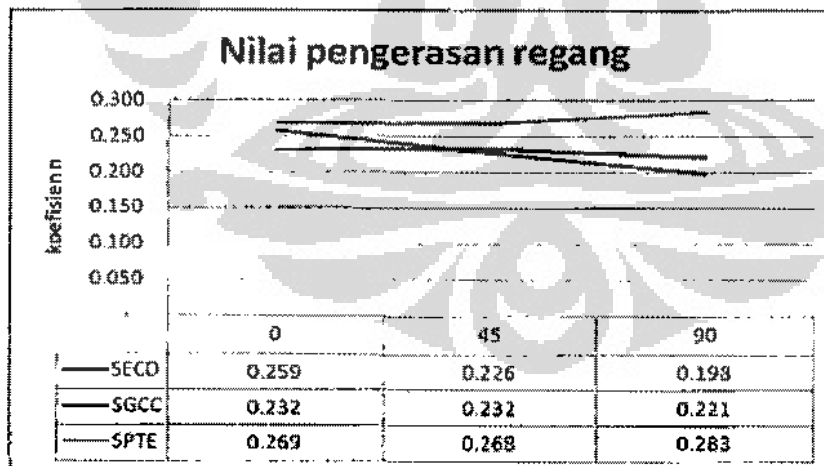 Nilai pengerasan regang
koefisien n
0.300
0.250
0.200
0.150
0.100
0.050
-
0 45 90
SECD 0.259 0.226 0.198
SGCC 0.232 0.232 0.221
SPTE 0.269 0.268 0.283